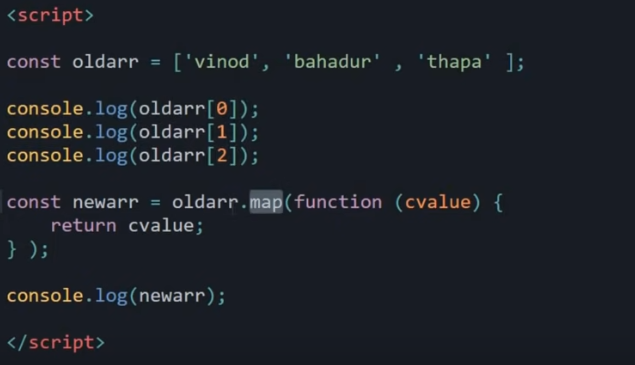 <script>
const oldarr = ['vinod', 'bahadur' , 'thapa' ];
console.log(oldarr[0]);
console.log(oldarr[1]);
console.log(oldarr[2]);
const newarr = oldarr.map(function (cvalue) {
    return cvalue;
} );
console.log(newarr);
</script>